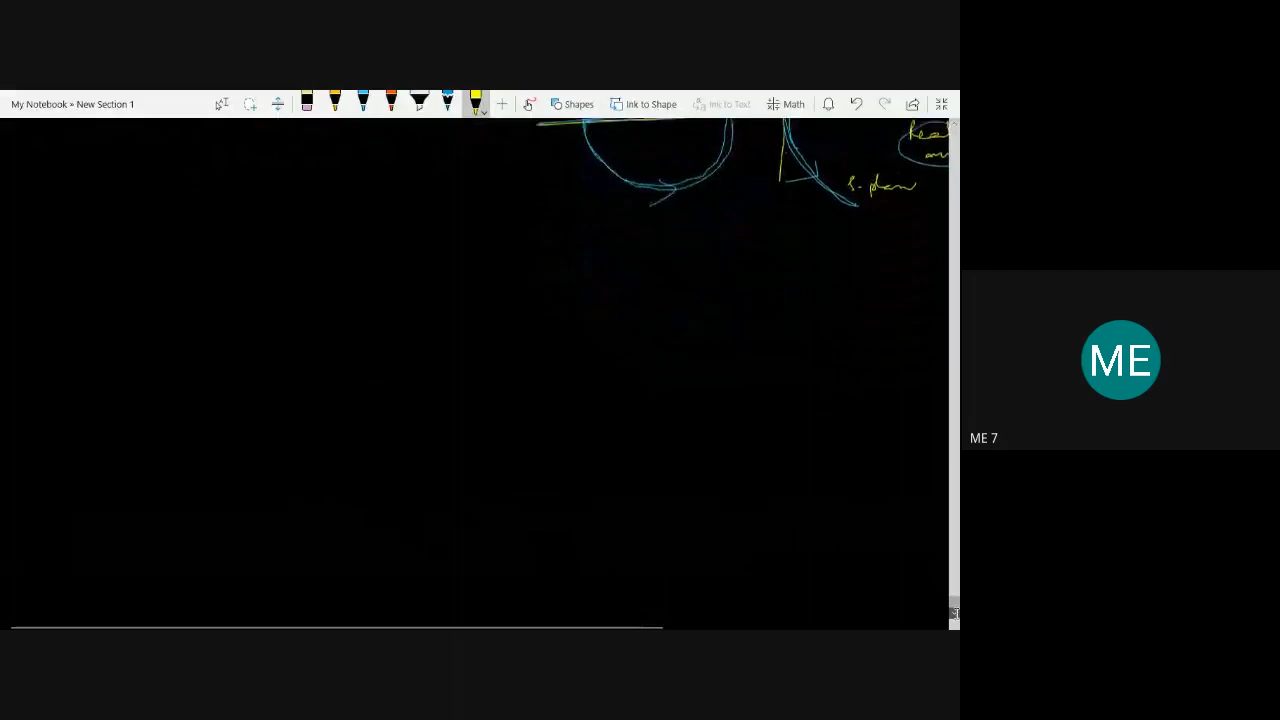 My Notebook » New Section 1
Shapes
Ink to Shape
Ink to Text
Math
ME
ME 7